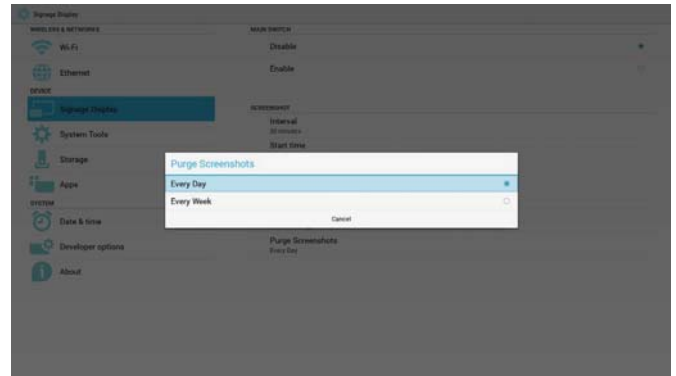 Signage Display
WIRELESS & NETWORKS
Wi-Fi
Ethernet
DEVICE
Signage Display
System Tools
Storage
Apps
SYSTEM
Date & time
Developer options
About
MAIN SWITCH
Disable
Enable
SCREENSHOT
Interval
30 minutes
Start time
Purge Screenshots
Every Day
Every Week
Cancel
Purge Screenshots
Every Day